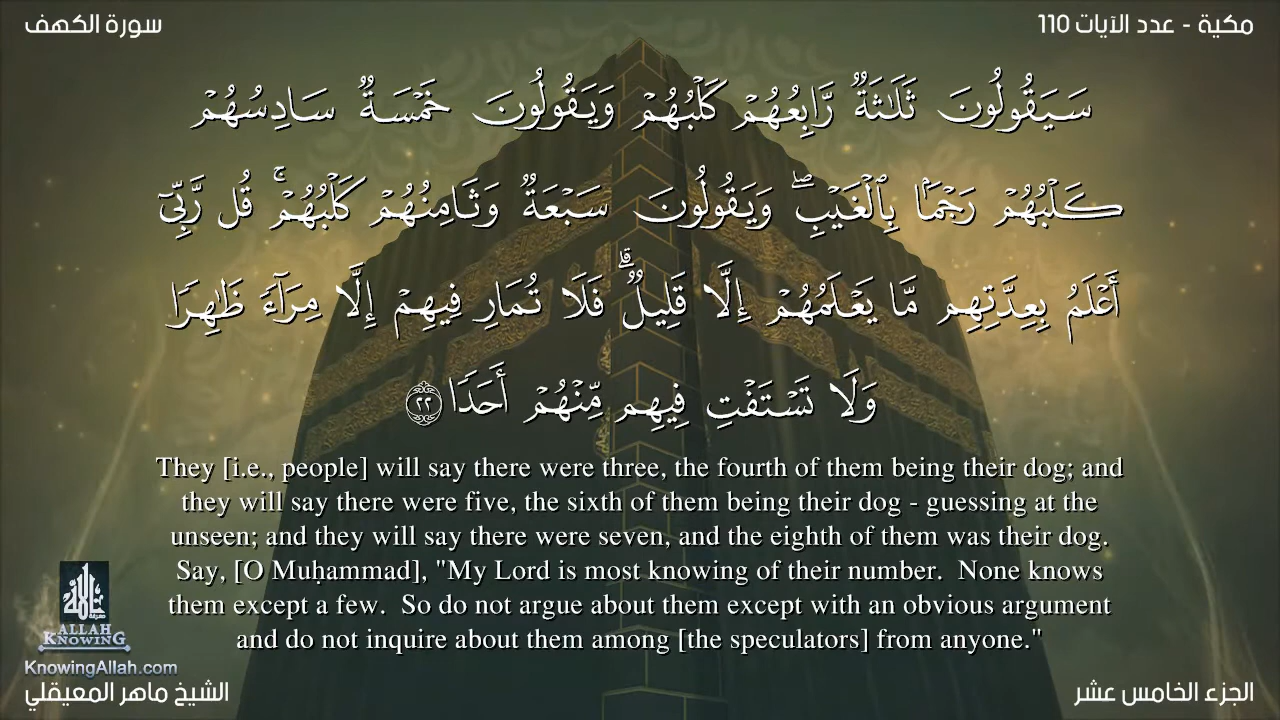 مكية - عدد الآيات 110
سورة الكهف
سَيَقُولُونَ ثَلَٰثَةٌ رَّابِعُهُمْ كَلْبُهُمْ وَيَقُولُونَ خَمْسَةٌ سَادِسُهُمْ
كَلْبُهُمْ رَجْمًۢا بِٱلْغَيْبِ ۖ وَيَقُولُونَ سَبْعَةٌ وَثَامِنُهُمْ كَلْبُهُمْ ۚ قُل رَّبِّىٓ
أَعْلَمُ بِعِدَّتِهِم مَّا يَعْلَمُهُمْ إِلَّا قَلِيلٌ ۗ فَلَا تُمَارِ فِيهِمْ إِلَّا مِرَآءً ظَٰهِرًا
وَلَا تَسْتَفْتِ فِيهِم مِّنْهُمْ أَحَدًا ٢٢
They [i.e., people] will say there were three, the fourth of them being their dog; and
they will say there were five, the sixth of them being their dog - guessing at the
unseen; and they will say there were seven, and the eighth of them was their dog.
Say, [O Muḥammad], "My Lord is most knowing of their number.  None knows
them except a few.  So do not argue about them except with an obvious argument
and do not inquire about them among [the speculators] from anyone."
ALLAH
KNOWING
KnowingAllah.com
الشيخ ماهر المعيقلي
الجزء الخامس عشر